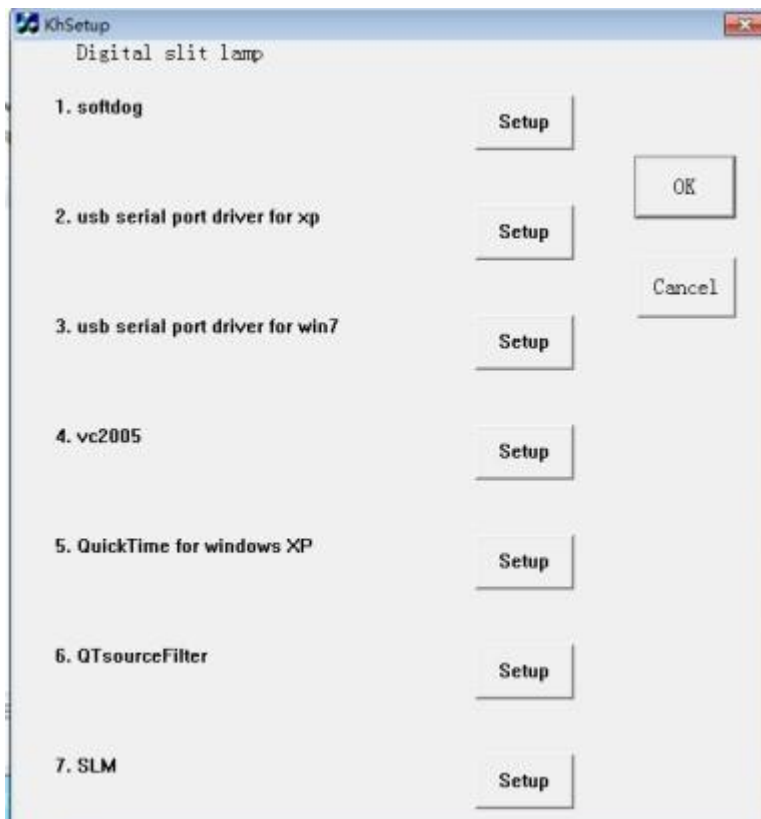 KhSetup
Digital slit lamp
1. softdog
Setup
OK
2. usb serial port driver for xp
Setup
Cancel
3. usb serial port driver for win7
Setup
4. vc2005
Setup
5. QuickTime for windows XP
Setup
6. QTsourceFilter
Setup
7. SLM
Setup